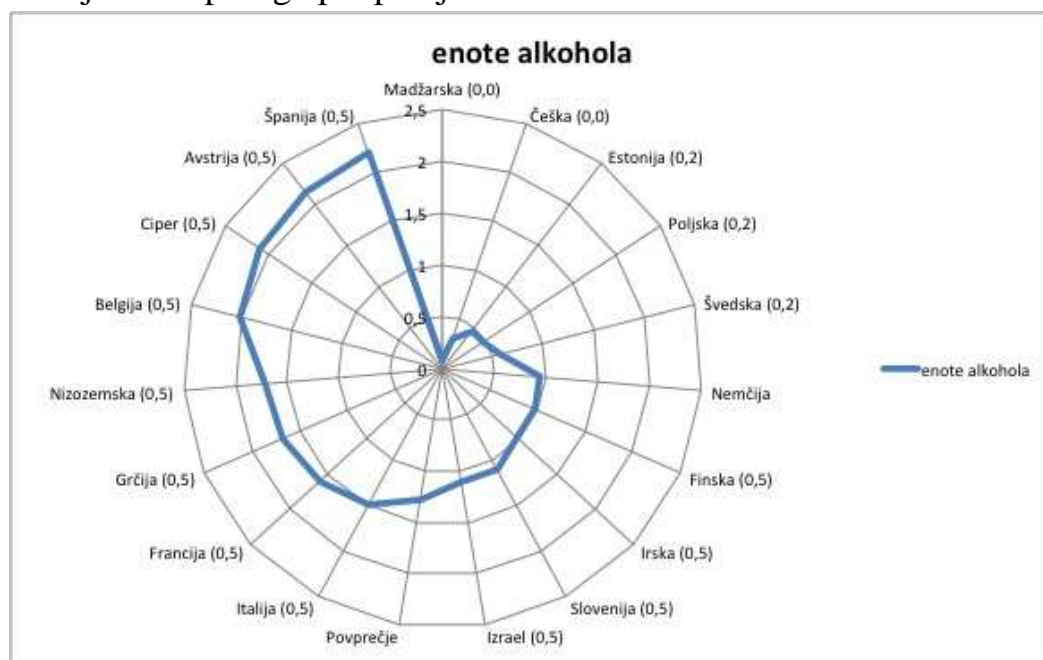 enote alkohola
Madžarska (0,0)
Češka (0,0)
Estonija (0,2)
Poljska (0,2)
Švedska (0,2)
Nemčija
Finska (0,5)
Irska (0,5)
Slovenija (0,5)
Izrael (0,5)
Povprečje
Italija (0,5)
Francija (0,5)
Grčija (0,5)
Nizozemska (0,5)
Belgija (0,5)
Ciper (0,5)
Avstrija (0,5)
Španija (0,5)
2,5
2
1,5
1
0,5
0
enote alkohola